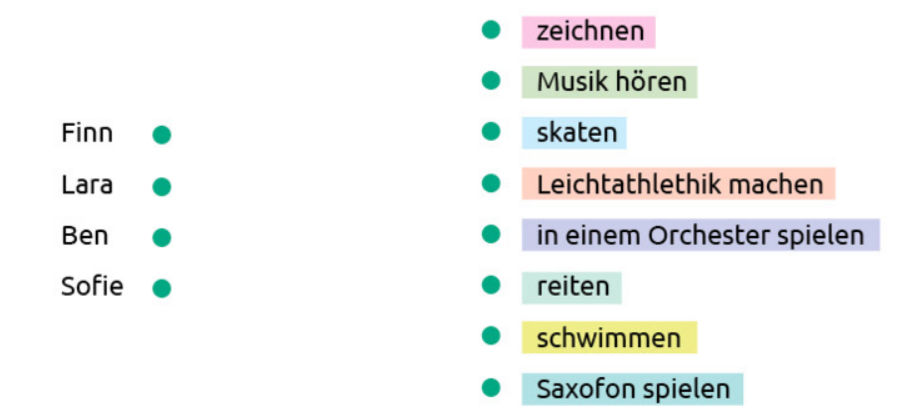 Finn
Lara
Ben
Sofie
zeichnen
Musik hören
skaten
Leichtathlethik machen
in einem Orchester spielen
reiten
schwimmen
Saxofon spielen